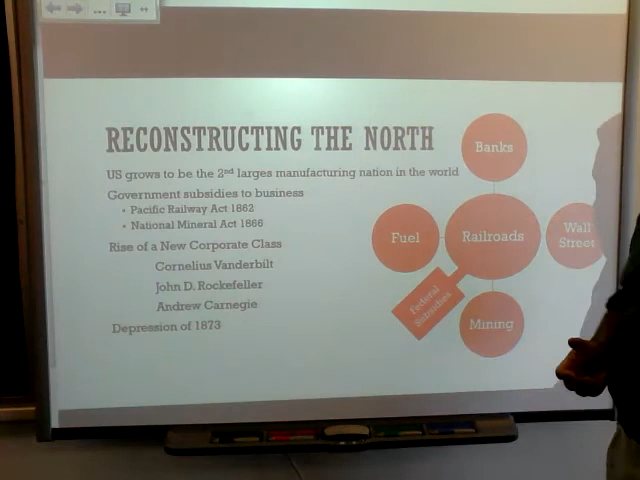 RECONSTRUCTING THE NORTH
US grows to be the 2nd larges manufacturing nation in the world
Government subsidies to business
• Pacific Railway Act 1862
• National Mineral Act 1866
Rise of a New Corporate Class
Cornelius Vanderbilt
John D. Rockefeller
Andrew Carnegie
Depression of 1873
Banks
Fuel
Railroads
Wall
Street
Federal
Subsidies
Mining